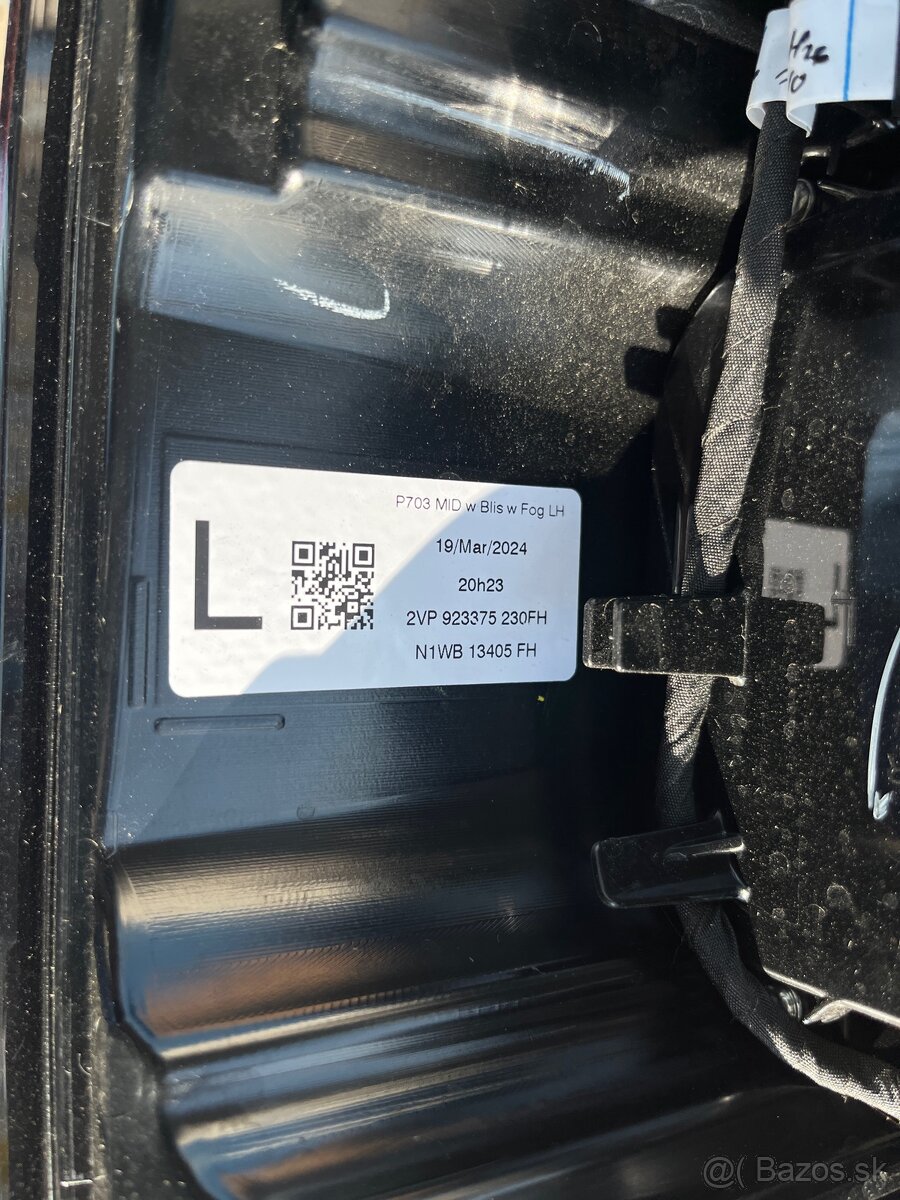 P703 MID w Blis w Fog LH
L
19/Mar/2024
20h23
2VP 923375 230FH
N1WB 13405 FH
@( Bazos.sk